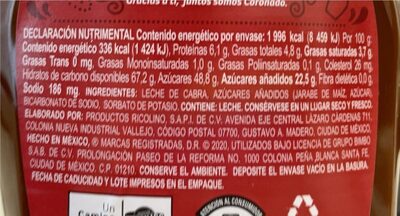 Gracias a ti, juntos somos Coronado.
DECLARACIÓN NUTRIMENTAL Contenido energético por envase: 1 996 kcal (8 459 kJ) Por 100 g:
Contenido energético 336 kcal (1 424 kJ), Proteínas 6,1 g, Grasas totales 4,8 g, Grasas saturadas 3,7 g,
Grasas Trans 0 mg, Grasas Monoinsaturadas 1,0 g, Grasas Poliinsaturadas 0,1 g, Colesterol 26 mg,
Hidratos de carbono disponibles 67,2 g, Azúcares 48,8 g, Azúcares añadidos 22,5 g, Fibra dietética 0,0 g,
Sodio 186 mg. INGREDIENTES: LECHE DE CABRA, AZÚCARES AÑADIDOS (JARABE DE MAÍZ, AZÚCAR),
BICARBONATO DE SODIO, SORBATO DE POTASIO. CONTIENE: LECHE. CONSÉRVESE EN UN LUGAR SECO Y FRESCO.
ELABORADO POR: PRODUCTOS RICOLINO, S.A.P.I. DE C.V. AVENIDA EJE CENTRAL LÁZARO CÁRDENAS 711,
COLONIA NUEVA INDUSTRIAL VALLEJO, CÓDIGO POSTAL 07700, GUSTAVO A. MADERO, CIUDAD DE MÉXICO.
HECHO EN MÉXICO, ® MARCAS REGISTRADAS, D.R. © 2020, UTILIZADOS BAJO LICENCIA DE GRUPO BIMBO
S.A.B. DE C.V. PROLONGACIÓN PASEO DE LA REFORMA NO. 1000 COLONIA PEÑA BLANCA SANTA FE,
CIUDAD DE MÉXICO, C.P. 01210. CONSERVE EL AMBIENTE. DEPOSITE EL ENVASE VACÍO EN LA BASURA
FECHA DE CADUCIDAD Y LOTE IMPRESOS EN EL EMPAQUE.
Un